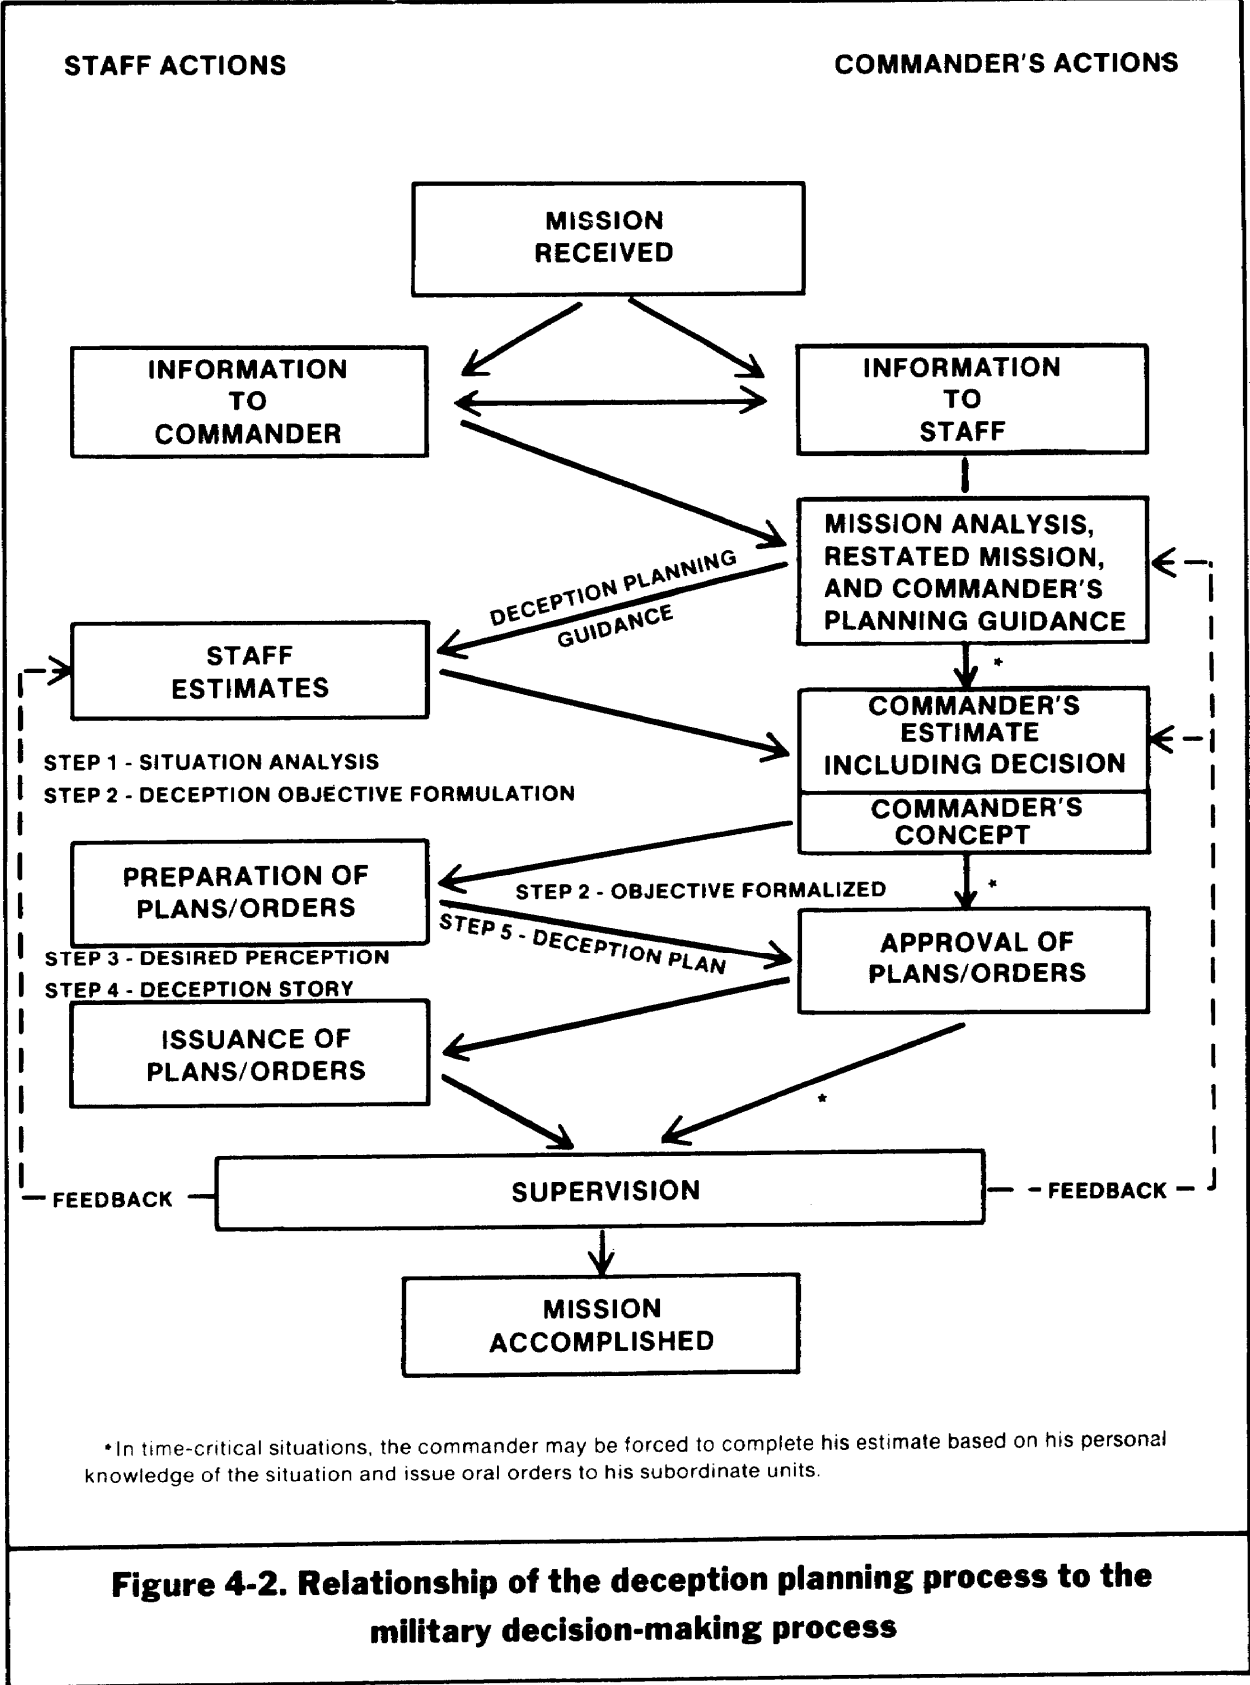 STAFF ACTIONS
COMMANDER'S ACTIONS
MISSION
RECEIVED
INFORMATION
TO
COMMANDER
INFORMATION
TO
STAFF
MISSION ANALYSIS,
RESTATED MISSION,
AND COMMANDER'S
PLANNING GUIDANCE
DECEPTION PLANNING
GUIDANCE
STAFF
ESTIMATES
*
COMMANDER'S
ESTIMATE
INCLUDING DECISION
STEP 1 - SITUATION ANALYSIS
STEP 2 - DECEPTION OBJECTIVE FORMULATION
COMMANDER'S
CONCEPT
PREPARATION OF
PLANS/ORDERS
STEP 2 - OBJECTIVE FORMALIZED
*
STEP 5 - DECEPTION PLAN
APPROVAL OF
PLANS/ORDERS
STEP 3 - DESIRED PERCEPTION
STEP 4 - DECEPTION STORY
ISSUANCE OF
PLANS/ORDERS
*
FEEDBACK
SUPERVISION
FEEDBACK
MISSION
ACCOMPLISHED
*In time-critical situations, the commander may be forced to complete his estimate based on his personal
knowledge of the situation and issue oral orders to his subordinate units.
Figure 4-2. Relationship of the deception planning process to the
military decision-making process